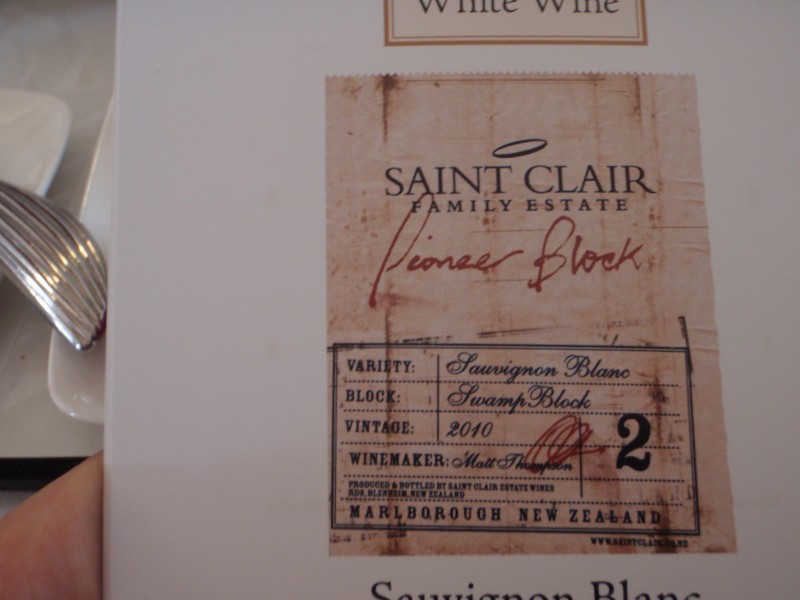 White Wine
SAINT CLAIR
FAMILY ESTATE
Pioneer Block
VARIETY: Sauvignon Blanc
BLOCK: Swamp Block
VINTAGE: 2010
2
WINEMAKER: Matt Thompson
PRODUCED & BOTTLED BY SAINT CLAIR ESTATE WINES
RD3, BLENHEIM, NEW ZEALAND
MARLBOROUGH NEW ZEALAND
WWW.SAINTCLAIR.CO.NZ
Sauvignon Blanc